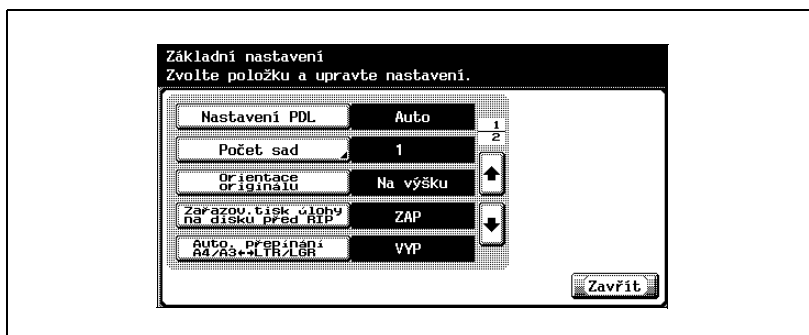 Základní nastavení
Zvolte položku a upravte nastavení.
Nastavení PDL
Auto
1
2
Počet sad
1
Orientace
originálu
Na výšku
Zařazov.tisk úlohy
na disku před RIP
ZAP
Auto. přepínání
A4/A3↔LTR/LGR
VYP
Zavřít